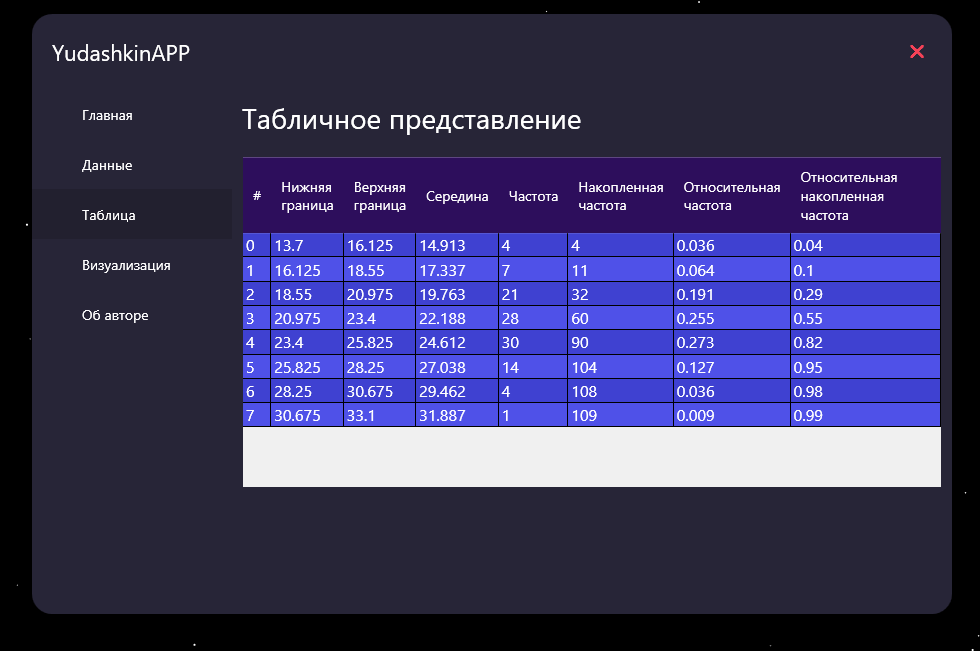 YudashkinAPP
×
Главная
Данные
Таблица
Визуализация
Об авторе
Табличное представление
# Нижняя граница Верхняя граница Середина Частота Накопленная частота Относительная частота Относительная накопленная частота
0 13.7 16.125 14.913 4 4 0.036 0.04
1 16.125 18.55 17.337 7 11 0.064 0.1
2 18.55 20.975 19.763 21 32 0.191 0.29
3 20.975 23.4 22.188 28 60 0.255 0.55
4 23.4 25.825 24.612 30 90 0.273 0.82
5 25.825 28.25 27.038 14 104 0.127 0.95
6 28.25 30.675 29.462 4 108 0.036 0.98
7 30.675 33.1 31.887 1 109 0.009 0.99